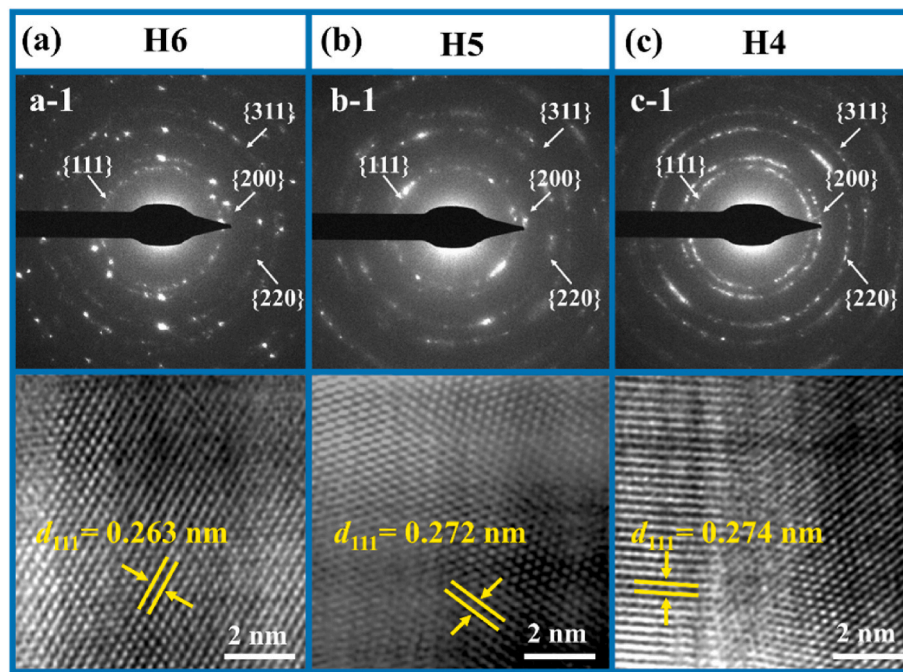 (a) H6
(b) H5
(c) H4
a-1
{311}
{111}
{200}
{220}
b-1
{311}
{111}
{200}
{220}
c-1
{311}
{111}
{200}
{220}
d111= 0.263 nm
2 nm
d111= 0.272 nm
2 nm
d111= 0.274 nm
2 nm